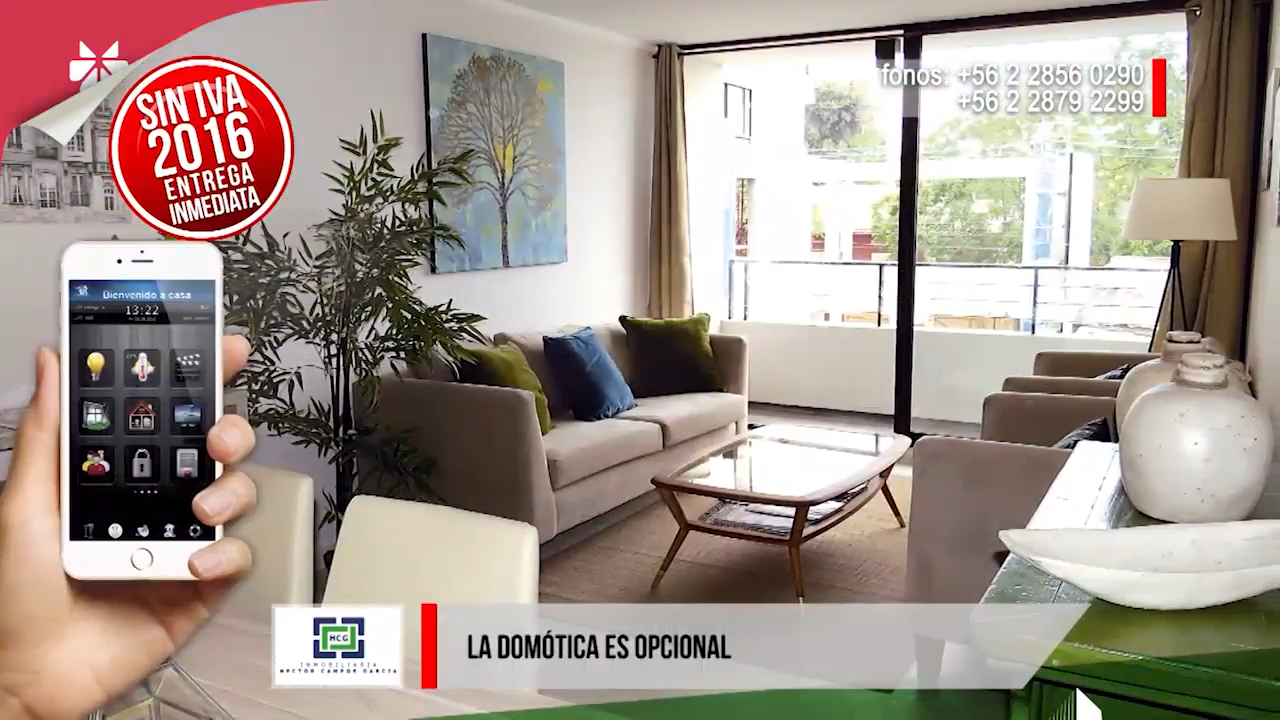 fonos: +56 2 2856 0290
+56 2 2879 2299
SIN IVA
2016
ENTREGA
INMEDIATA
Bienvenido a casa
13:22
HCG
INMOBILIARIA
HECTOR CAMPOS GARCIA
LA DOMÓTICA ES OPCIONAL